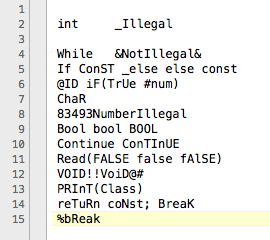 1
2 int _Illegal
3
4 While &NotIllegal&
5 If ConST _else else const
6 @ID iF(TrUe #num)
7 ChaR
8 83493NumberIllegal
9 Bool bool BOOL
10 Continue ConTInUE
11 Read(FALSE false fAlSE)
12 VOID!!VoiD@#
13 PRInT(Class)
14 reTuRn coNst; BreaK
15 %bReak